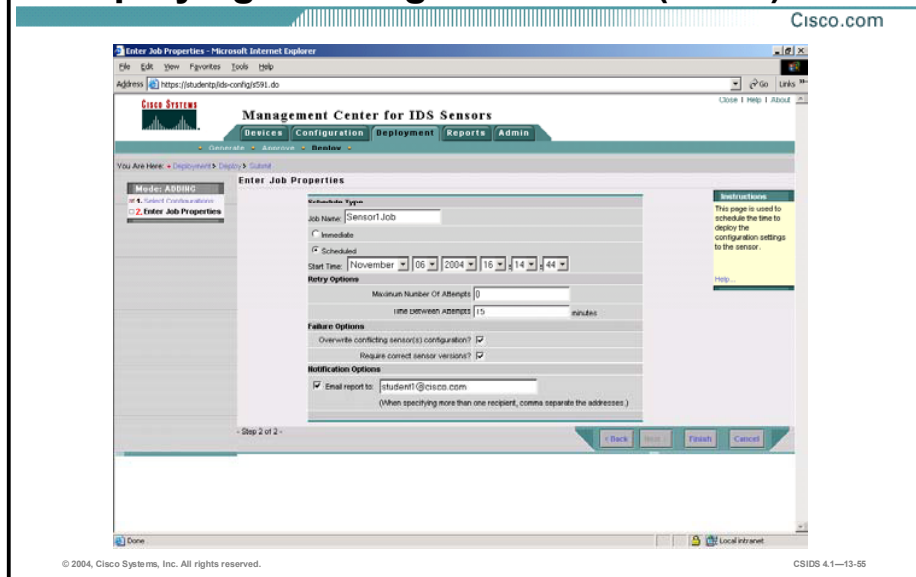 Cisco.com
Enter Job Properties - Microsoft Internet Explorer
File Edit View Favorites Tools Help
Address https://studentp/ids-config/s591.do Go Links
CISCO SYSTEMS
Close | Help | About
Management Center for IDS Sensors
Devices Configuration Deployment Reports Admin
Generate Approve Deploy
You Are Here: Deployment > Deploy > Submit
Mode: ADDING
1. Select Configurations
2. Enter Job Properties
Enter Job Properties
Schedule Type
Job Name: Sensor1Job
Immediate
Scheduled
Start Time: November 06 2004 16 : 14 : 44
Retry Options
Maximum Number Of Attempts 0
Time Between Attempts 15 minutes
Failure Options
Overwrite conflicting sensor(s) configuration?
Require correct sensor versions?
Notification Options
Email report to: student1@cisco.com
(When specifying more than one recipient, comma separate the addresses.)
Instructions
This page is used to
schedule the time to
deploy the
configuration settings
to the sensor.
Help...
- Step 2 of 2 -
< Back Next > Finish Cancel
Done Local intranet
© 2004, Cisco Systems, Inc. All rights reserved. CSIDS 4.1—13-55